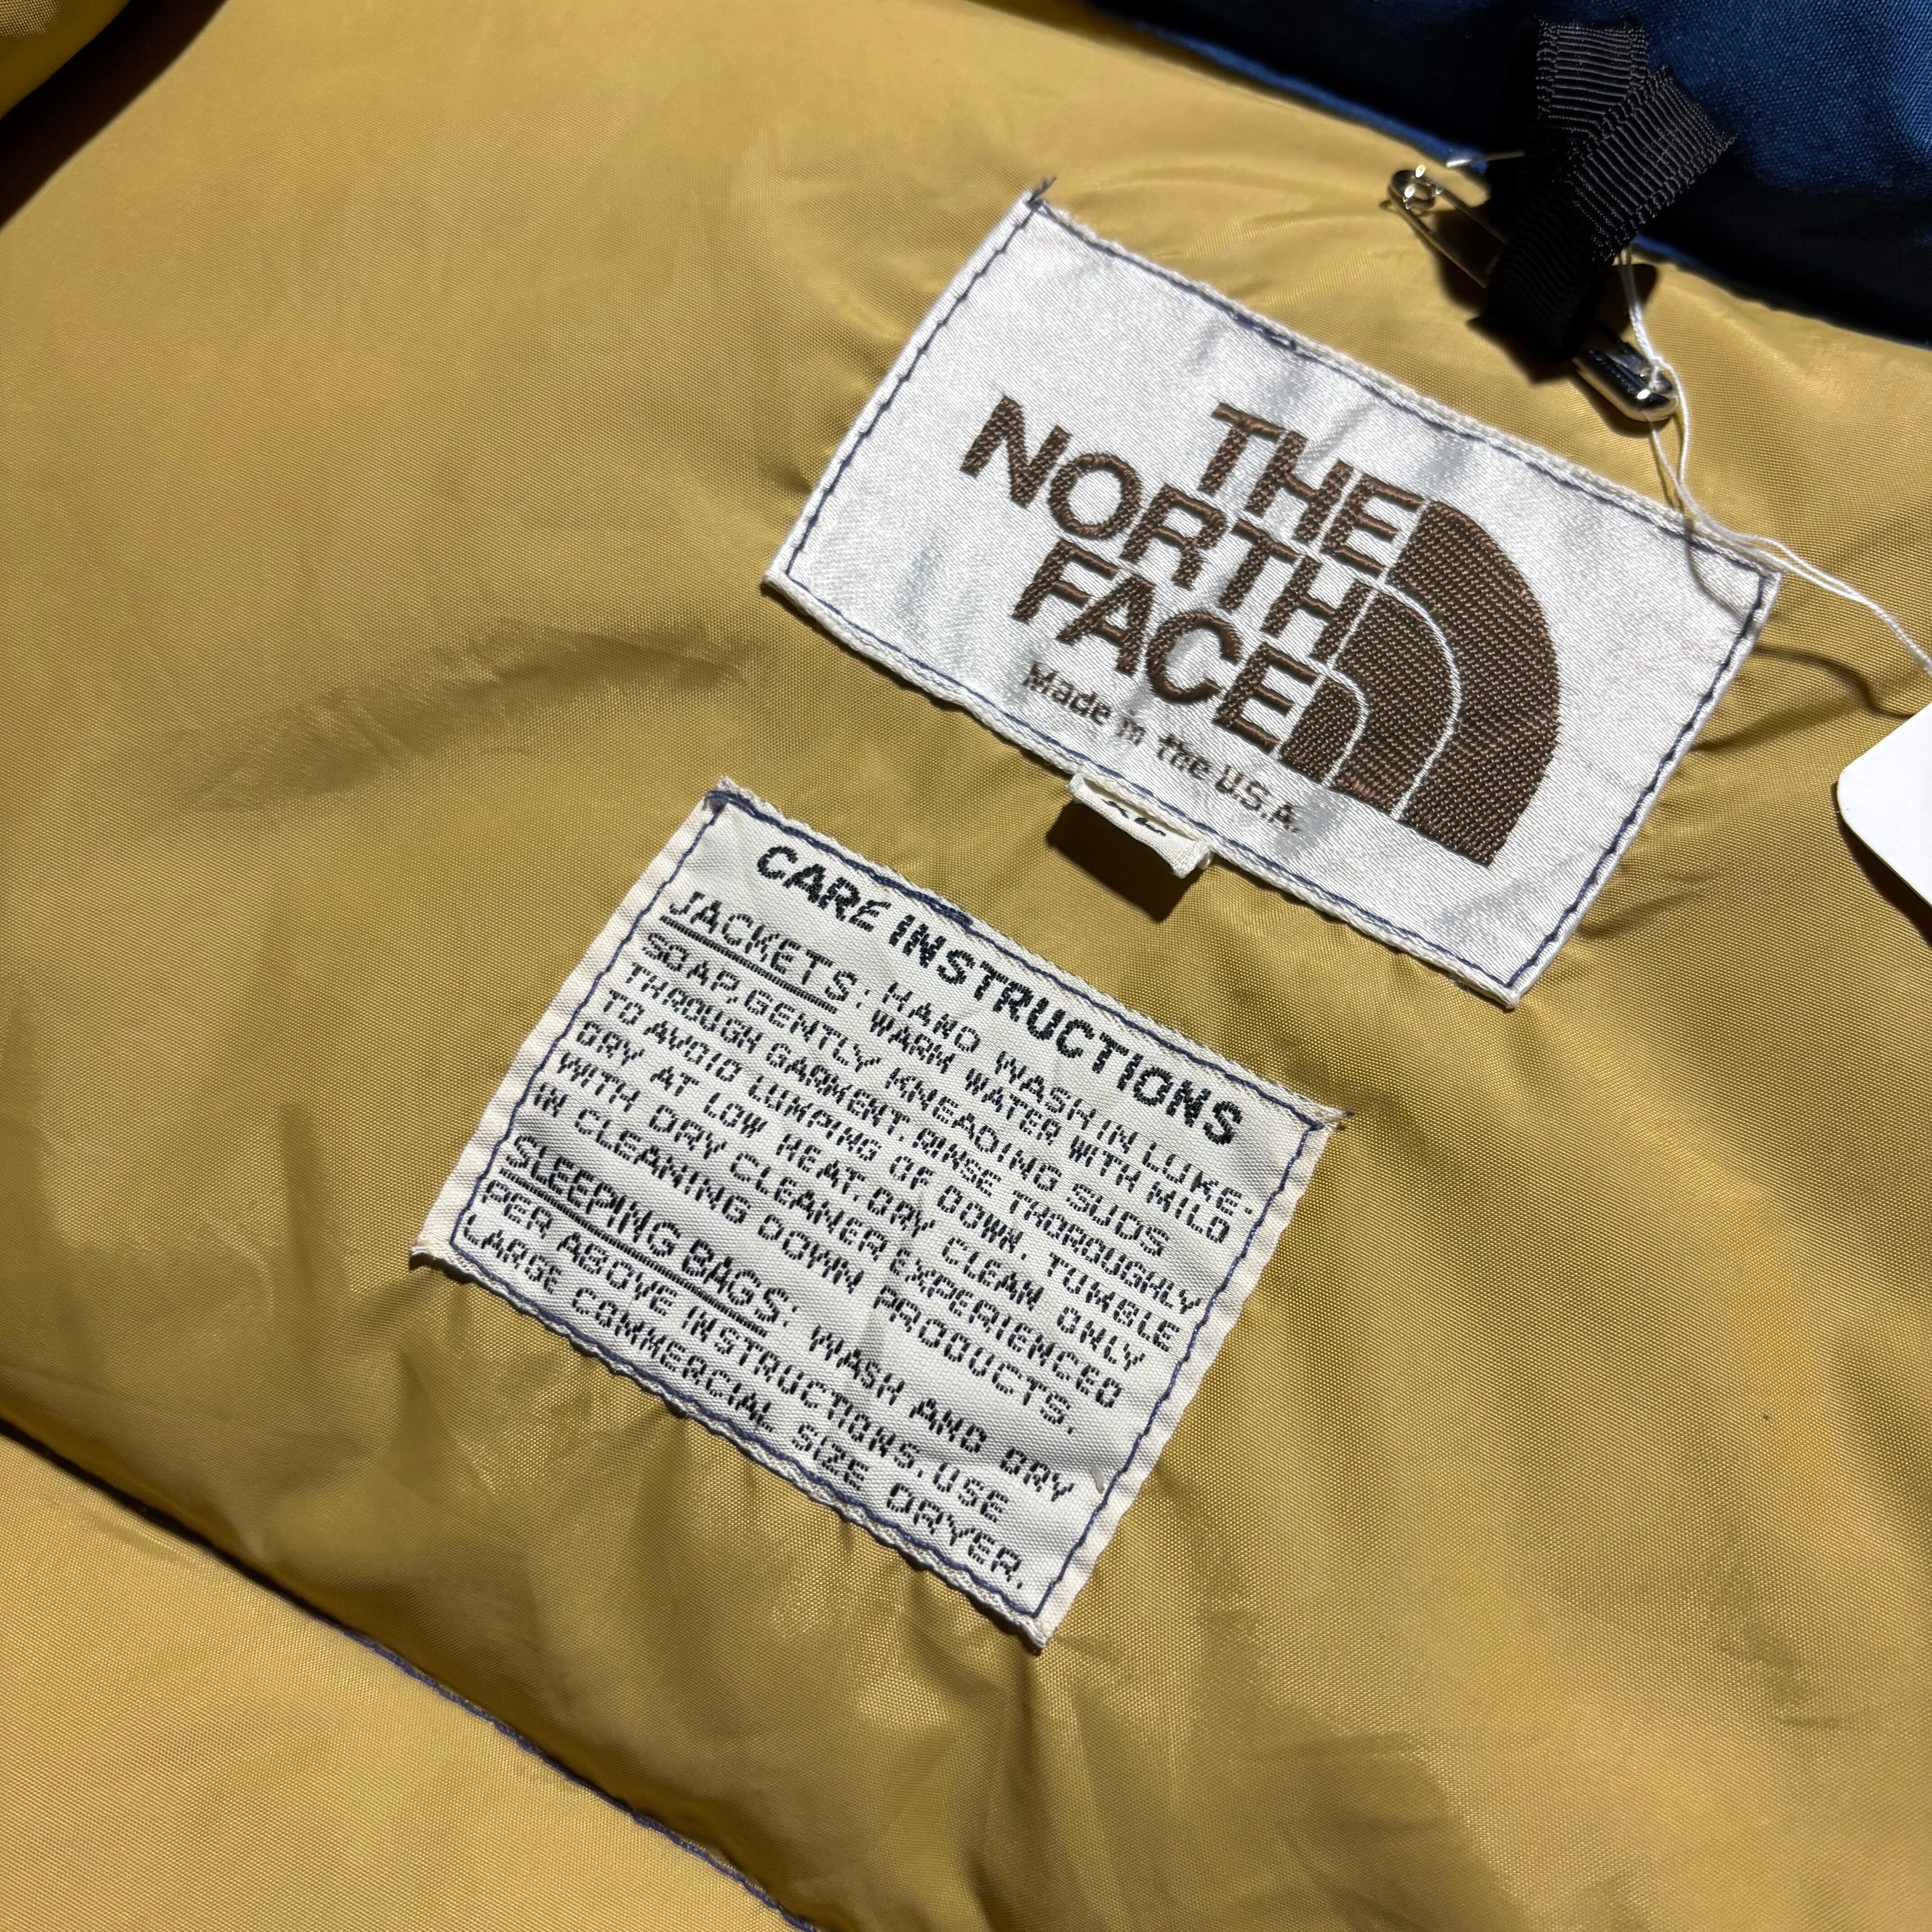 THE
NORTH
FACE
Made in the U.S.A.
CARE INSTRUCTIONS
JACKETS: HAND WASH IN LUKE-
WARM WATER WITH MILD
SOAP, GENTLY KNEADING SUDS
THROUGH GARMENT. RINSE THOROUGHLY
TO AVOID LUMPING OF DOWN. TUMBLE
DRY AT LOW HEAT. DRY CLEAN ONLY
WITH DRY CLEANER EXPERIENCED
IN CLEANING DOWN PRODUCTS.
SLEEPING BAGS: WASH AND DRY
PER ABOVE INSTRUCTIONS. USE
LARGE COMMERCIAL SIZE DRYER.